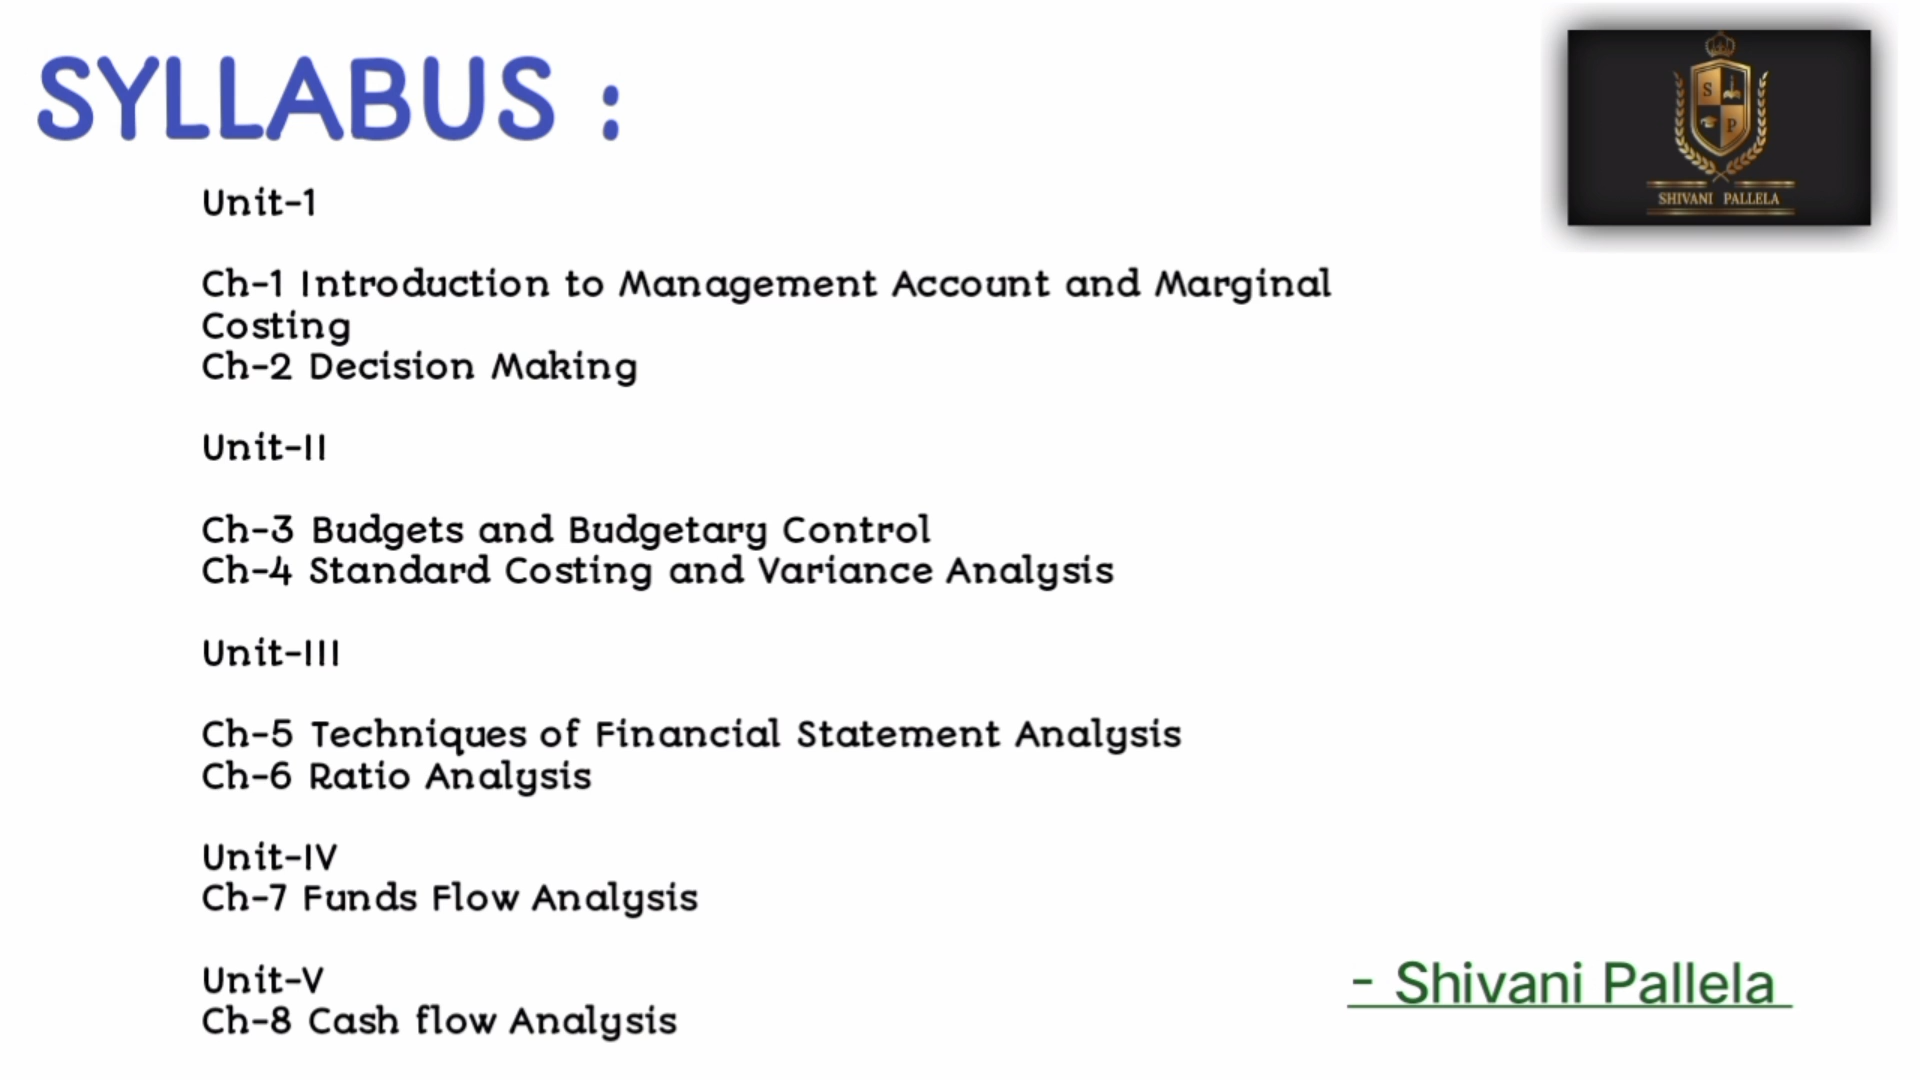 SYLLABUS :
S
P
SHIVANI PALLELA
Unit-1
Ch-1 Introduction to Management Account and Marginal
Costing
Ch-2 Decision Making
Unit-II
Ch-3 Budgets and Budgetary Control
Ch-4 Standard Costing and Variance Analysis
Unit-III
Ch-5 Techniques of Financial Statement Analysis
Ch-6 Ratio Analysis
Unit-IV
Ch-7 Funds Flow Analysis
Unit-V
Ch-8 Cash flow Analysis
- Shivani Pallela